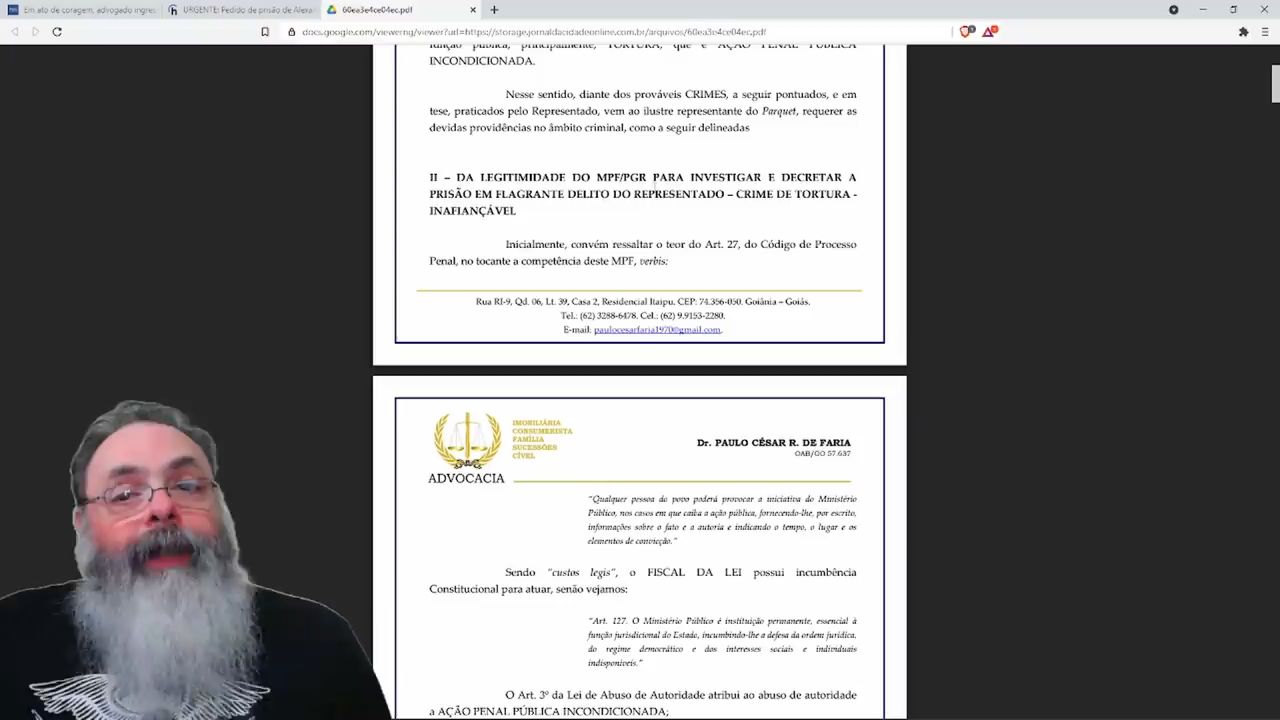 Em ato de coragem, advogado ingres
URGENTE: Pedido de prisão de Alexa
60ea3e4ce04ec.pdf
docs.google.com/viewerng/viewer?url=https://storage.jornaldacidadeonline.com.br/arquivos/60ea3e4ce04ec.pdf
função pública, principalmente, TORTURA, que é AÇÃO PENAL PÚBLICA
INCONDICIONADA.
Nesse sentido, diante dos prováveis CRIMES, a seguir pontuados, e em
tese, praticados pelo Representado, vem ao ilustre representante do Parquet, requerer as
devidas providências no âmbito criminal, como a seguir delineadas
II – DA LEGITIMIDADE DO MPF/PGR PARA INVESTIGAR E DECRETAR A
PRISÃO EM FLAGRANTE DELITO DO REPRESENTADO – CRIME DE TORTURA -
INAFIANÇÁVEL
Inicialmente, convém ressaltar o teor do Art. 27, do Código de Processo
Penal, no tocante a competência deste MPF, verbis:
Rua RI-9, Qd. 06, Lt. 39, Casa 2, Residencial Itaipu. CEP: 74.356-050. Goiânia – Goiás.
Tel.: (62) 3288-6478. Cel.: (62) 9.9153-2280.
E-mail: paulocesarfaria1970@gmail.com.
IMOBILIÁRIA
CONSUMERISTA
FAMÍLIA
SUCESSÕES
CÍVEL
ADVOCACIA
Dr. PAULO CÉSAR R. DE FARIA
OAB/GO 57.637
“Qualquer pessoa do povo poderá provocar a iniciativa do Ministério
Público, nos casos em que caiba a ação pública, fornecendo-lhe, por escrito,
informações sobre o fato e a autoria e indicando o tempo, o lugar e os
elementos de convicção.”
Sendo “custos legis”, o FISCAL DA LEI possui incumbência
Constitucional para atuar, senão vejamos:
“Art. 127. O Ministério Público é instituição permanente, essencial à
função jurisdicional do Estado, incumbindo-lhe a defesa da ordem jurídica,
do regime democrático e dos interesses sociais e individuais
indisponíveis.”
O Art. 3º da Lei de Abuso de Autoridade atribui ao abuso de autoridade
a AÇÃO PENAL PÚBLICA INCONDICIONADA;